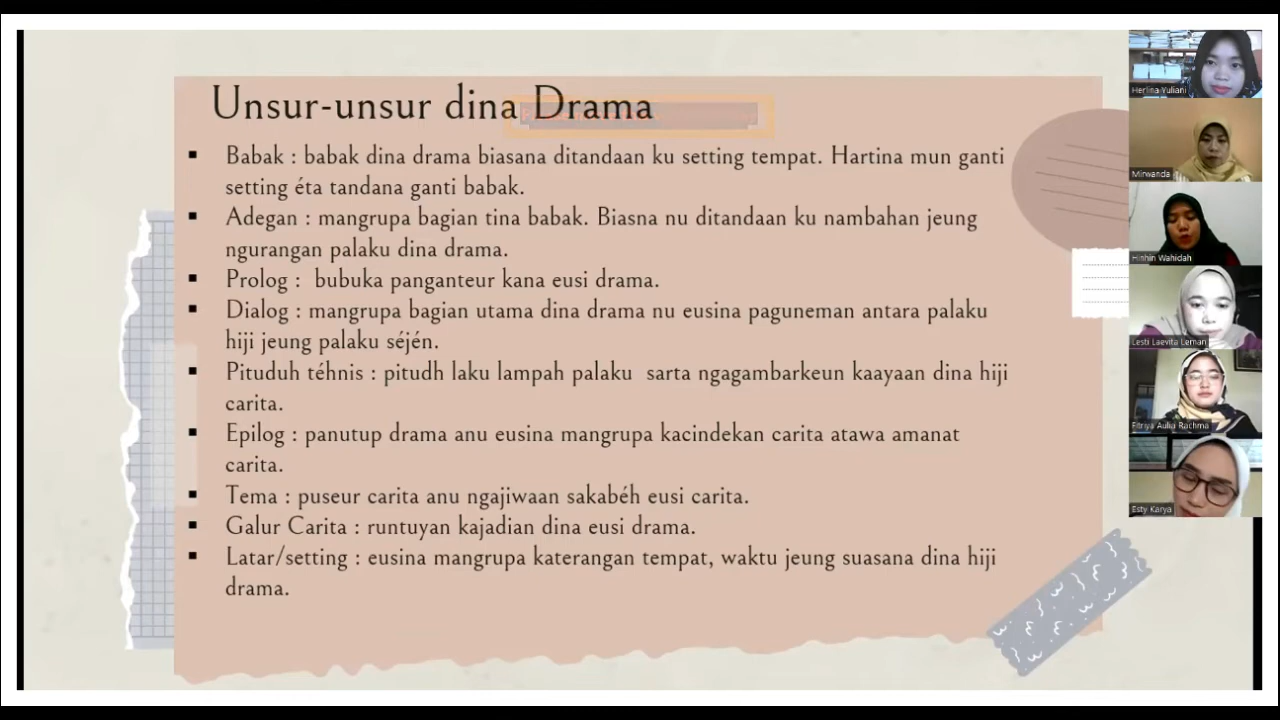 Unsur-unsur dina Drama
▪ Babak : babak dina drama biasana ditandaan ku setting tempat. Hartina mun ganti
setting éta tandana ganti babak.
▪ Adegan : mangrupa bagian tina babak. Biasna nu ditandaan ku nambahan jeung
ngurangan palaku dina drama.
▪ Prolog : bubuka panganteur kana eusi drama.
▪ Dialog : mangrupa bagian utama dina drama nu eusina paguneman antara palaku
hiji jeung palaku séjén.
▪ Pituduh téhnis : pitudh laku lampah palaku sarta ngagambarkeun kaayaan dina hiji
carita.
▪ Epilog : panutup drama anu eusina mangrupa kacindekan carita atawa amanat
carita.
▪ Tema : puseur carita anu ngajiwaan sakabéh eusi carita.
▪ Galur Carita : runtuyan kajadian dina eusi drama.
▪ Latar/setting : eusina mangrupa katerangan tempat, waktu jeung suasana dina hiji
drama.
Herlina Yuliani
Mirwanda
Hinhin Wahidah
Lesti Laevita Leman
Fitriya Aulia Rachma
Esty Karya